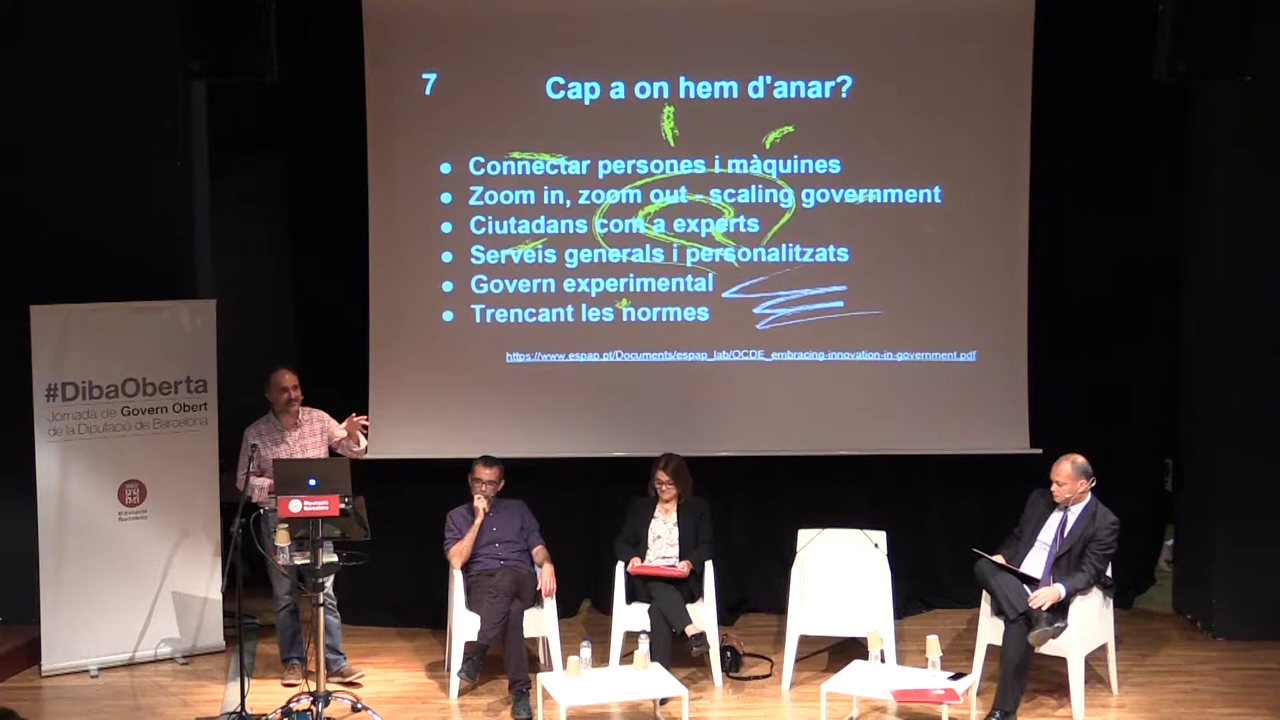 7
Cap a on hem d'anar?
● Connectar persones i màquines
● Zoom in, zoom out - scaling government
● Ciutadans com a experts
● Serveis generals i personalitzats
● Govern experimental
● Trencant les normes
https://www.espap.pt/Documents/espap_lab/OCDE_embracing-innovation-in-government.pdf
#DibaOberta
Jornada de Govern Obert
de la Diputació de Barcelona
Diputació
Barcelona
Diputació
Barcelona